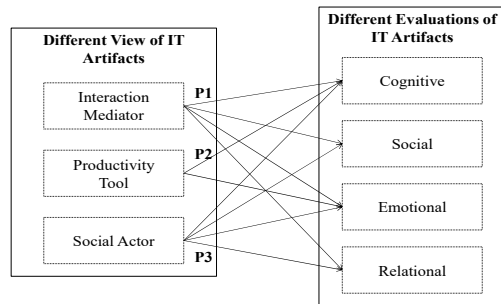 Different View of IT
Artifacts
Interaction
Mediator
Productivity
Tool
Social Actor
P1
P2
P3
Different Evaluations of
IT Artifacts
Cognitive
Social
Emotional
Relational